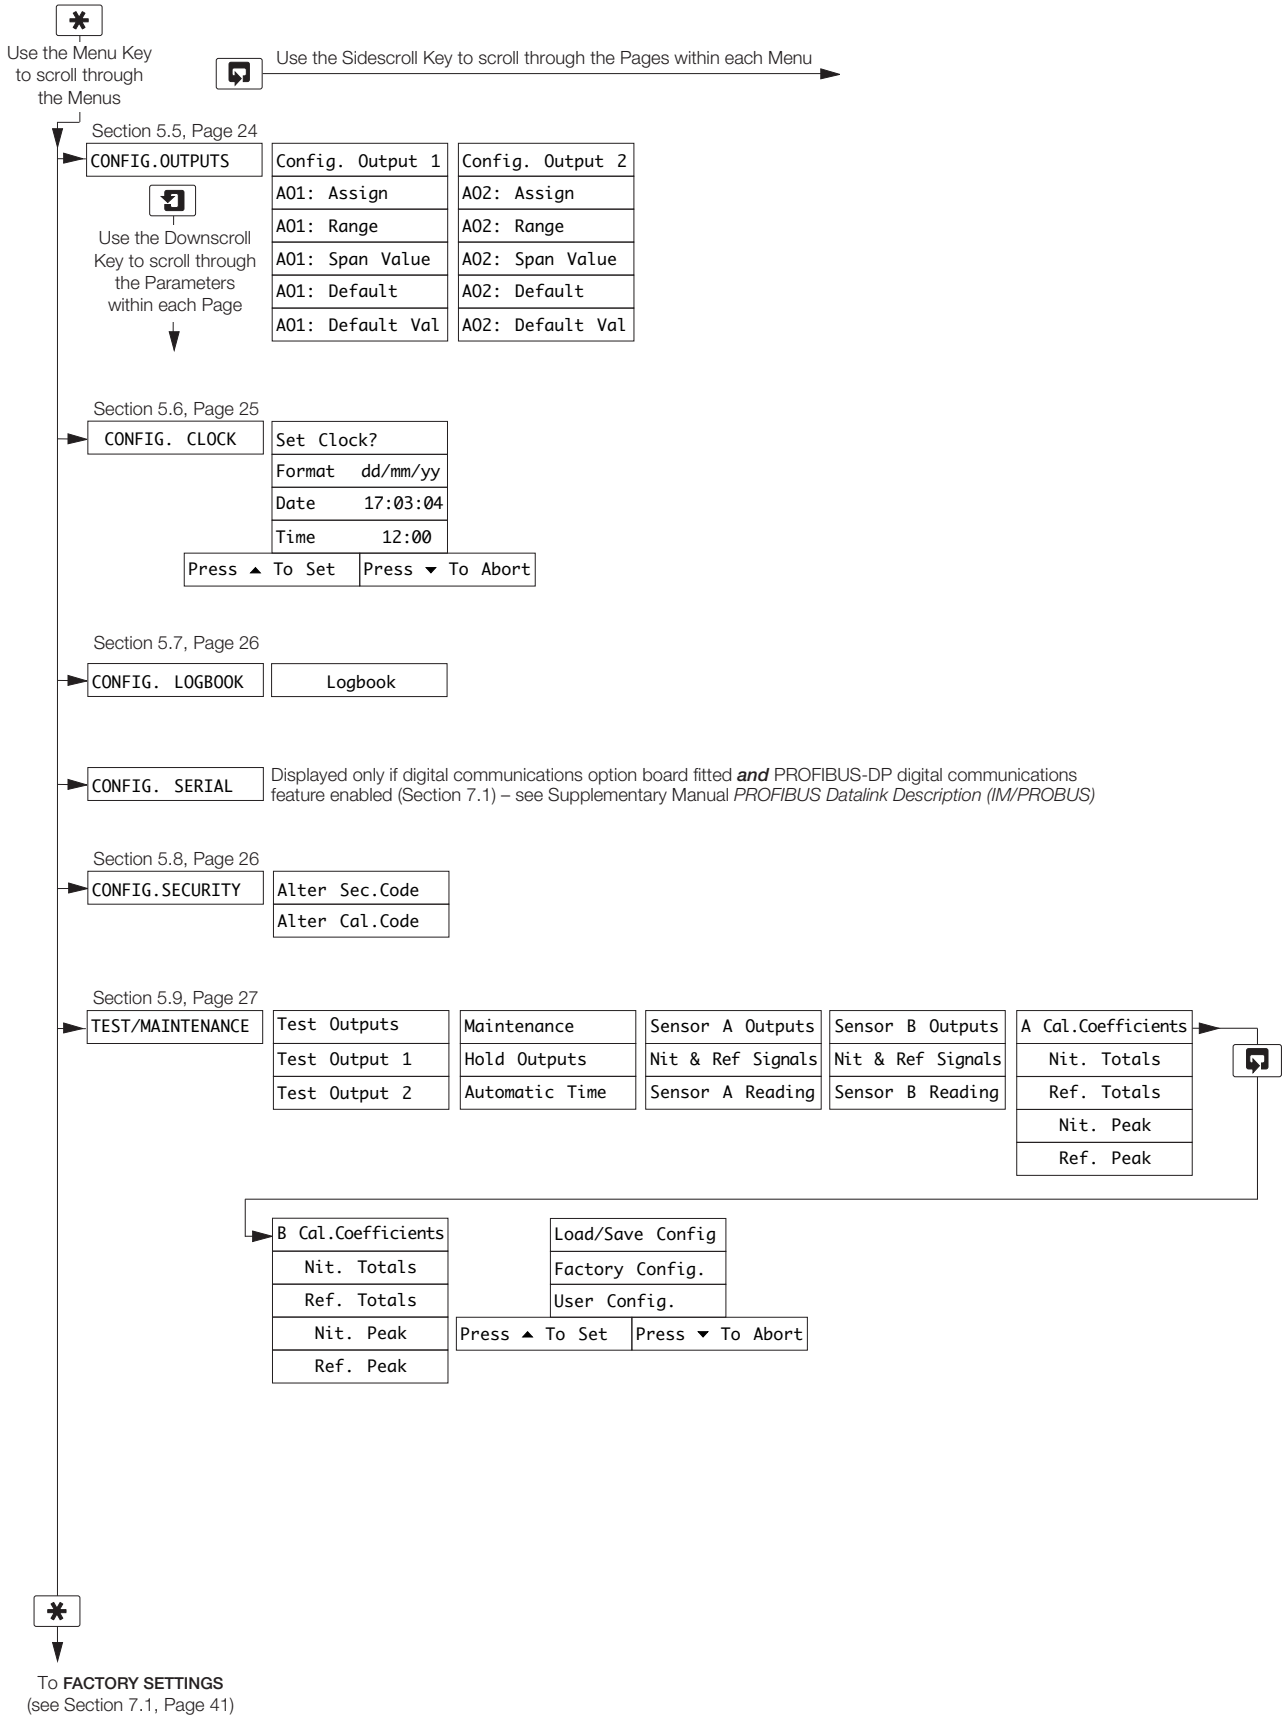 Use the Menu Key
to scroll through
the Menus
Use the Sidescroll Key to scroll through the Pages within each Menu
Section 5.5, Page 24
CONFIG.OUTPUTS
Use the Downscroll
Key to scroll through
the Parameters
within each Page
Config. Output 1
AO1: Assign
AO1: Range
AO1: Span Value
AO1: Default
AO1: Default Val
Config. Output 2
AO2: Assign
AO2: Range
AO2: Span Value
AO2: Default
AO2: Default Val
Section 5.6, Page 25
CONFIG. CLOCK
Set Clock?
Format dd/mm/yy
Date 17:03:04
Time 12:00
Press ▲ To Set
Press ▼ To Abort
Section 5.7, Page 26
CONFIG. LOGBOOK
Logbook
CONFIG. SERIAL
Displayed only if digital communications option board fitted and PROFIBUS-DP digital communications
feature enabled (Section 7.1) – see Supplementary Manual PROFIBUS Datalink Description (IM/PROBUS)
Section 5.8, Page 26
CONFIG.SECURITY
Alter Sec.Code
Alter Cal.Code
Section 5.9, Page 27
TEST/MAINTENANCE
Test Outputs
Test Output 1
Test Output 2
Maintenance
Hold Outputs
Automatic Time
Sensor A Outputs
Nit & Ref Signals
Sensor A Reading
Sensor B Outputs
Nit & Ref Signals
Sensor B Reading
A Cal.Coefficients
Nit. Totals
Ref. Totals
Nit. Peak
Ref. Peak
B Cal.Coefficients
Nit. Totals
Ref. Totals
Nit. Peak
Ref. Peak
Load/Save Config
Factory Config.
User Config.
Press ▲ To Set
Press ▼ To Abort
To FACTORY SETTINGS
(see Section 7.1, Page 41)